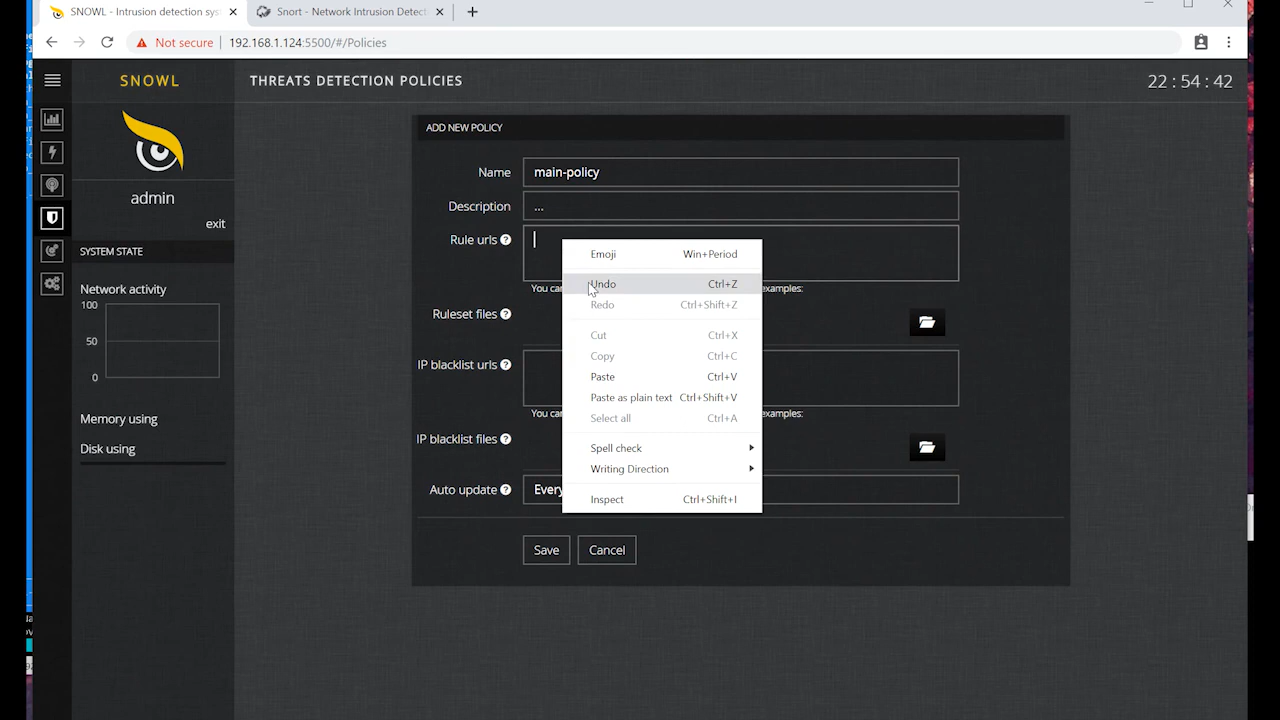 SNOWL - Intrusion detection sys
Snort - Network Intrusion Detect
Not secure
192.168.1.124:5500/#/Policies
SNOWL
THREATS DETECTION POLICIES
22 : 54 : 42
ADD NEW POLICY
Name
main-policy
Description
...
Rule urls
You can
examples:
Ruleset files
IP blacklist urls
You can
examples:
IP blacklist files
Auto update
Every
Save
Cancel
admin
exit
SYSTEM STATE
Network activity
100
50
0
Memory using
Disk using
Emoji Win+Period
Undo Ctrl+Z
Redo Ctrl+Shift+Z
Cut Ctrl+X
Copy Ctrl+C
Paste Ctrl+V
Paste as plain text Ctrl+Shift+V
Select all Ctrl+A
Spell check
Writing Direction
Inspect Ctrl+Shift+I